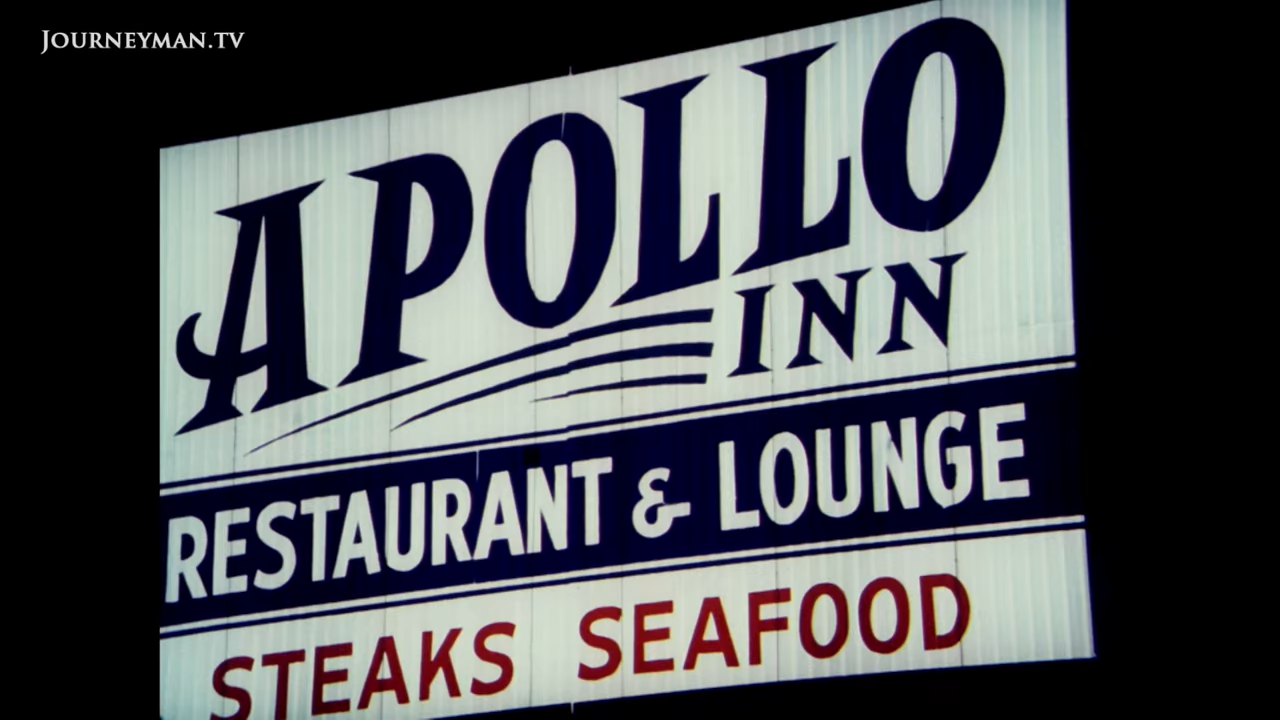 JOURNEYMAN.TV
APOLLO
INN
RESTAURANT & LOUNGE
STEAKS SEAFOOD